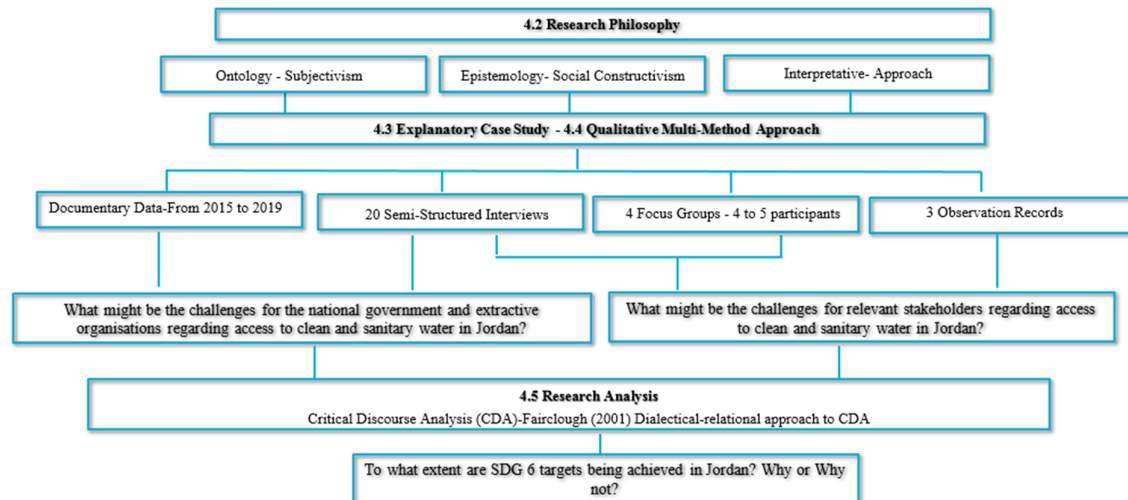 4.2 Research Philosophy
Ontology - Subjectivism
Epistemology- Social Constructivism
Interpretative- Approach
4.3 Explanatory Case Study - 4.4 Qualitative Multi-Method Approach
Documentary Data-From 2015 to 2019
20 Semi-Structured Interviews
4 Focus Groups - 4 to 5 participants
3 Observation Records
What might be the challenges for the national government and extractive
organisations regarding access to clean and sanitary water in Jordan?
What might be the challenges for relevant stakeholders regarding access
to clean and sanitary water in Jordan?
4.5 Research Analysis
Critical Discourse Analysis (CDA)-Fairclough (2001) Dialectical-relational approach to CDA
To what extent are SDG 6 targets being achieved in Jordan? Why or Why
not?